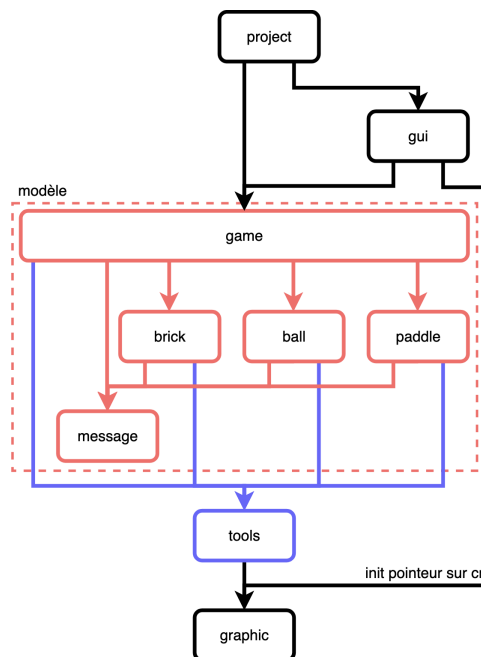 project
gui
modèle
game
brick
ball
paddle
message
tools
init pointeur sur
graphic